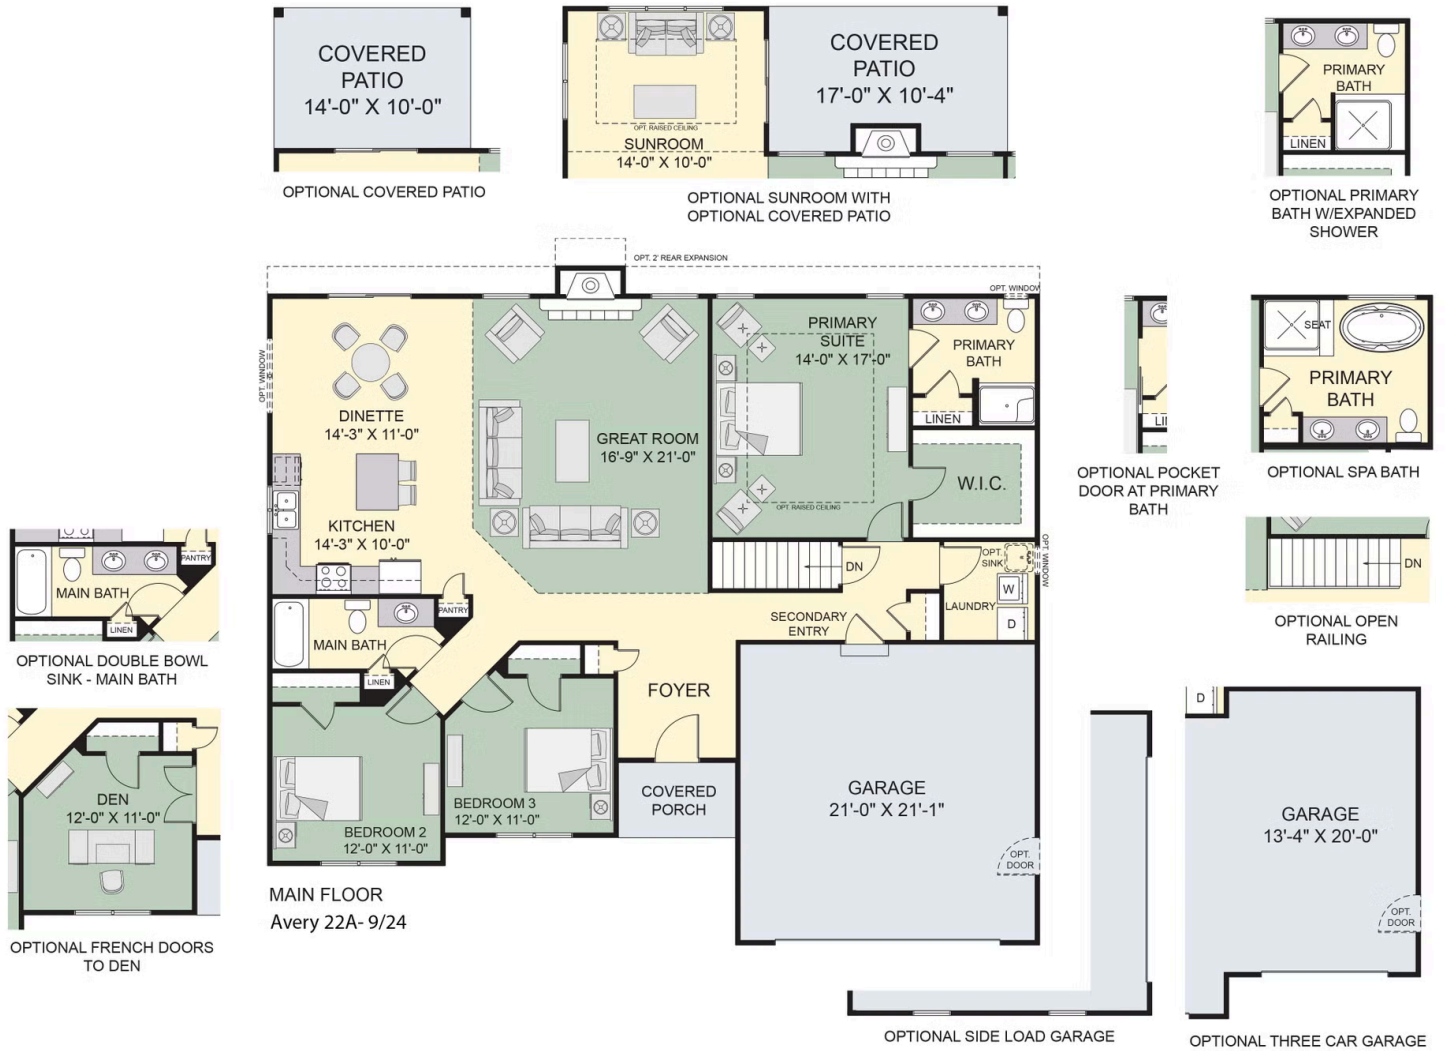 COVERED
PATIO
14'-0" X 10'-0"
OPTIONAL COVERED PATIO
OPT. RAISED CEILING
SUNROOM
14'-0" X 10'-0"
COVERED
PATIO
17'-0" X 10'-4"
OPTIONAL SUNROOM WITH
OPTIONAL COVERED PATIO
PRIMARY
BATH
LINEN
OPTIONAL PRIMARY
BATH W/EXPANDED
SHOWER
OPT. 2' REAR EXPANSION
OPT. WINDOW
OPT. WINDOW
DINETTE
14'-3" X 11'-0"
KITCHEN
14'-3" X 10'-0"
GREAT ROOM
16'-9" X 21'-0"
PRIMARY
SUITE
14'-0" X 17'-0"
OPT. RAISED CEILING
PRIMARY
BATH
LINEN
W.I.C.
LI
OPTIONAL POCKET
DOOR AT PRIMARY
BATH
SEAT
PRIMARY
BATH
OPTIONAL SPA BATH
PANTRY
MAIN BATH
LINEN
OPTIONAL DOUBLE BOWL
SINK - MAIN BATH
PANTRY
MAIN BATH
LINEN
DN
SECONDARY
ENTRY
OPT.
SINK
OPT. WINDOW
W
LAUNDRY
D
DN
OPTIONAL OPEN
RAILING
FOYER
COVERED
PORCH
BEDROOM 3
12'-0" X 11'-0"
BEDROOM 2
12'-0" X 11'-0"
GARAGE
21'-0" X 21'-1"
OPT.
DOOR
DEN
12'-0" X 11'-0"
OPTIONAL FRENCH DOORS
TO DEN
MAIN FLOOR
Avery 22A- 9/24
OPTIONAL SIDE LOAD GARAGE
D
GARAGE
13'-4" X 20'-0"
OPT.
DOOR
OPTIONAL THREE CAR GARAGE